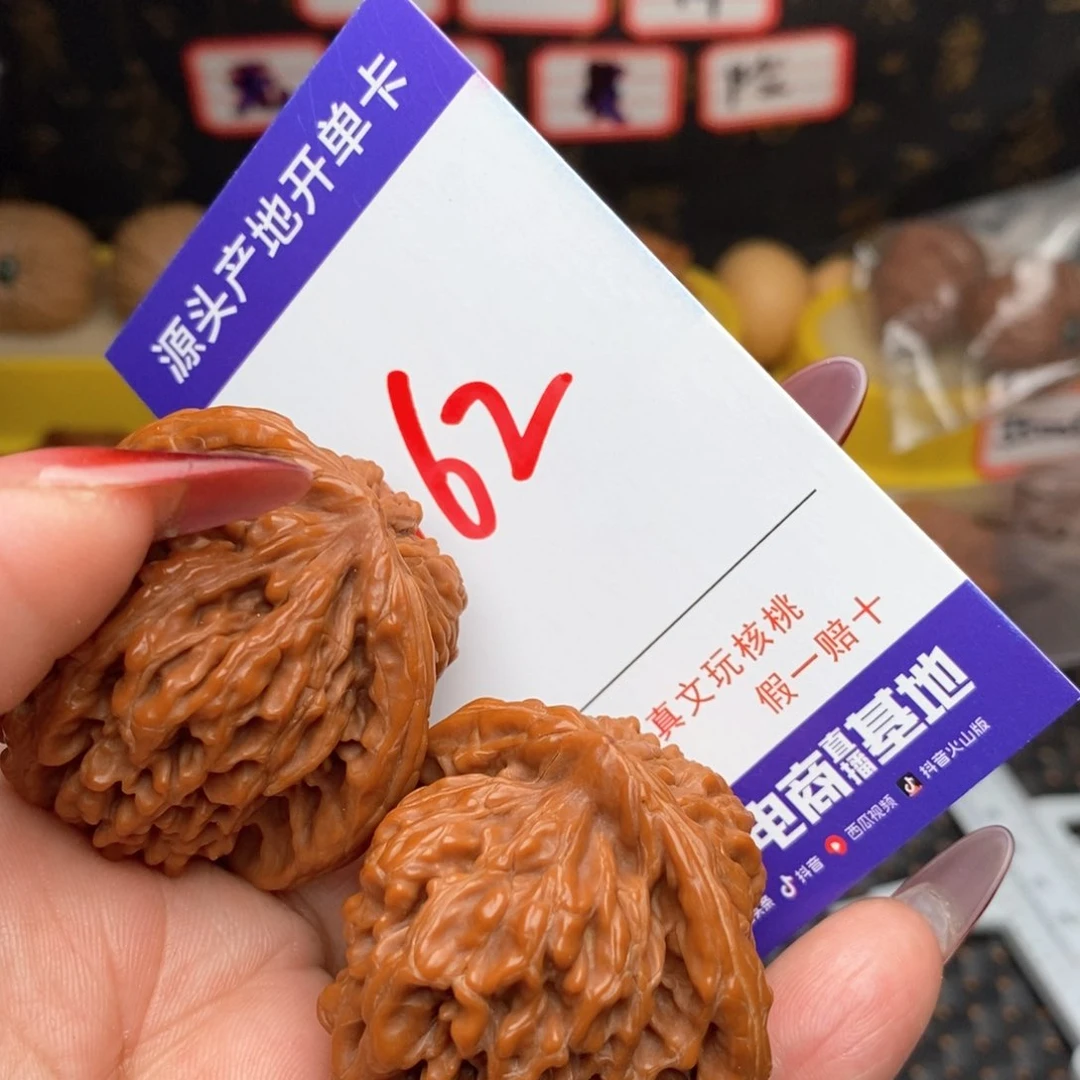 源头产地开单卡
62
真文玩核桃
假一赔十
电商直播基地
抖音 西瓜视频 抖音火山版